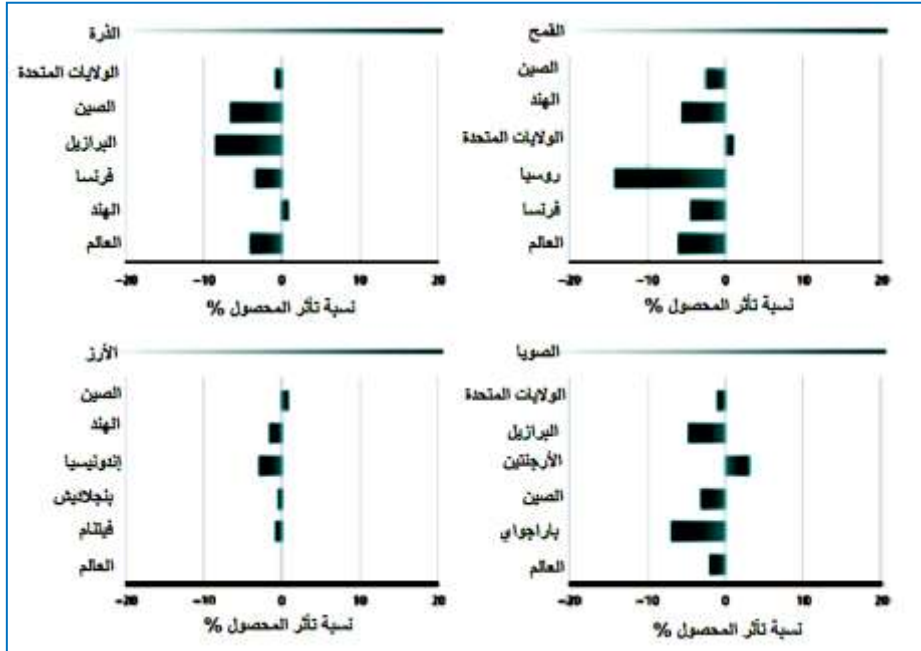 القمح
الصين
الهند
الولايات المتحدة
روسيا
فرنسا
العالم
−20 −10 0 10 20
نسبة تأثر المحصول %
الذرة
الولايات المتحدة
الصين
البرازيل
فرنسا
الهند
العالم
−20 −10 0 10 20
نسبة تأثر المحصول %
الصويا
الولايات المتحدة
البرازيل
الأرجنتين
الصين
باراجواي
العالم
−20 −10 0 10 20
نسبة تأثر المحصول %
الأرز
الصين
الهند
إندونيسيا
بنجلاديش
فيتنام
العالم
−20 −10 0 10 20
نسبة تأثر المحصول %